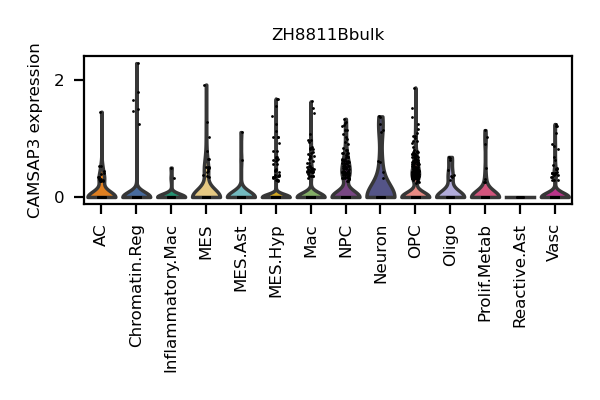 ZH8811Bbulk
CAMSAP3 expression
2
0
AC
Chromatin.Reg
Inflammatory.Mac
MES
MES.Ast
MES.Hyp
Mac
NPC
Neuron
OPC
Oligo
Prolif.Metab
Reactive.Ast
Vasc